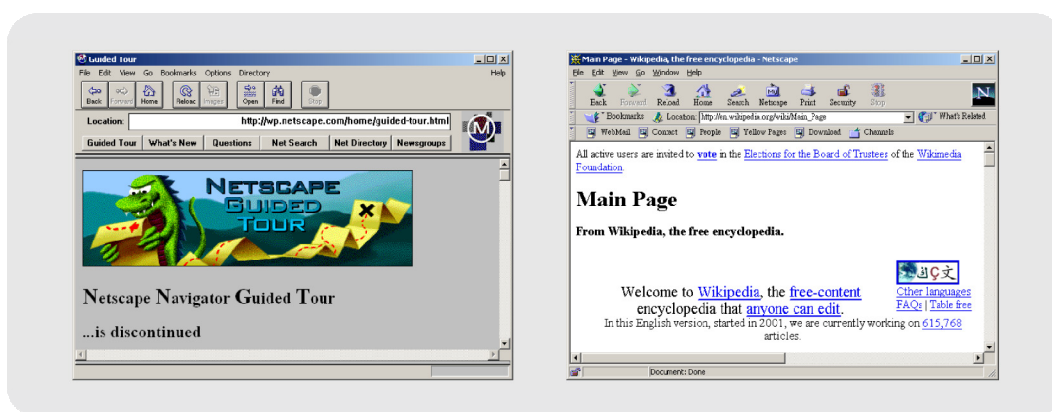 Guided Tour
File Edit View Go Bookmarks Options Directory Help
Back Forward Home Reload Images Open Find Stop
Location: http://wp.netscape.com/home/guided-tour.html
Guided Tour What's New Questions Net Search Net Directory Newsgroups
M
NETSCAPE
GUIDED
TOUR
Netscape Navigator Guided Tour
...is discontinued
Main Page - Wikipedia, the free encyclopedia - Netscape
File Edit View Go Window Help
Back Forward Reload Home Search Netscape Print Security Stop
N
Bookmarks Location: http://en.wikipedia.org/wiki/Main_Page What's Related
WebMail Contact People Yellow Pages Download Channels
All active users are invited to vote in the Elections for the Board of Trustees of the Wikimedia
Foundation.
Main Page
From Wikipedia, the free encyclopedia.
Welcome to Wikipedia, the free-content
encyclopedia that anyone can edit.
Other languages
FAQs | Table free
In this English version, started in 2001, we are currently working on 615,768
articles.
Document: Done